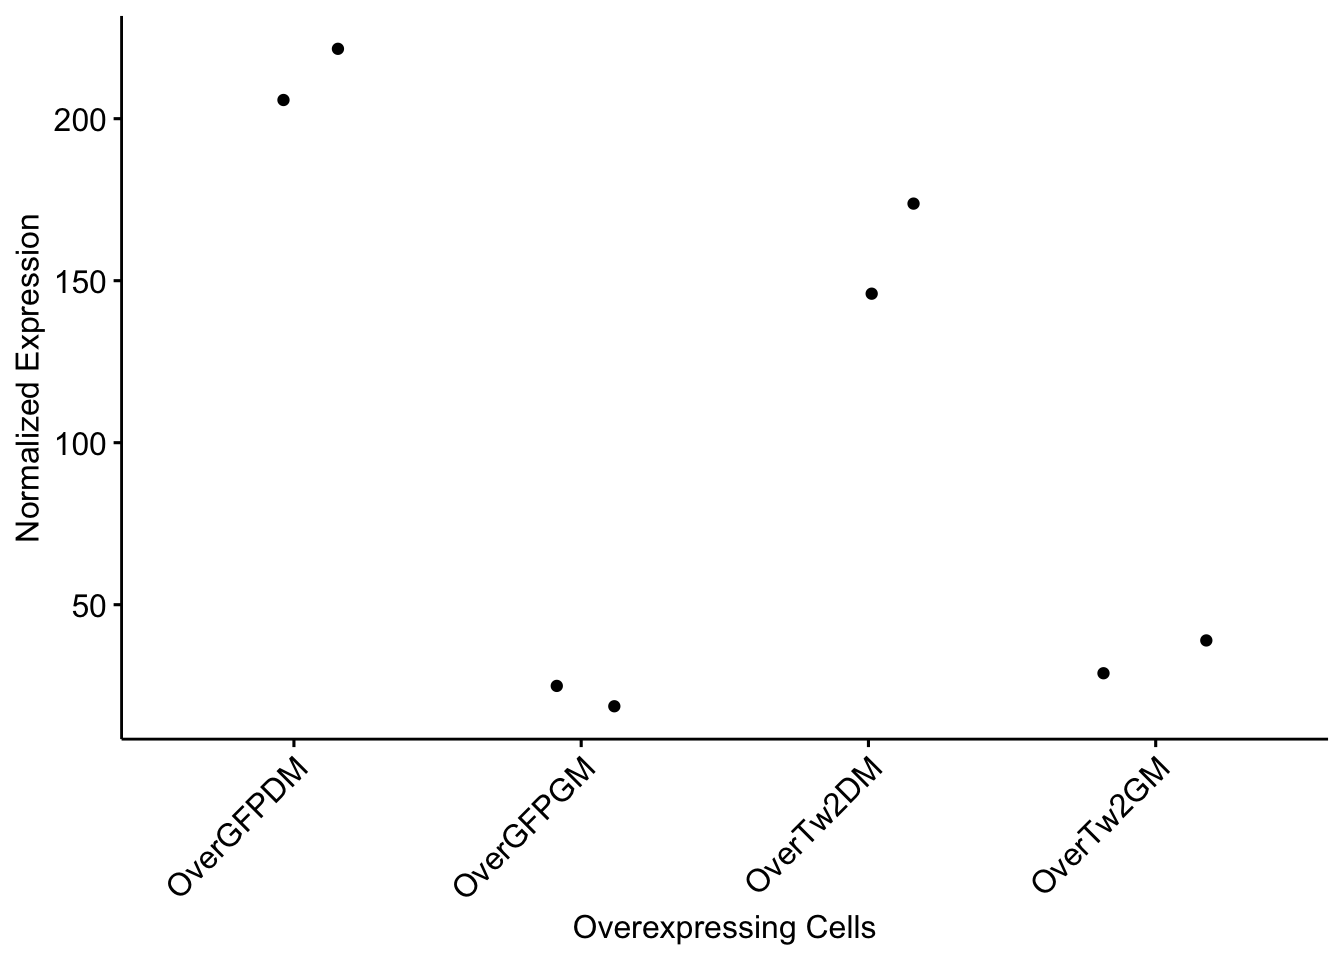 Normalized Expression
200
150
100
50
OverGFPDM
OverGFPGM
OverTw2DM
OverTw2GM
Overexpressing Cells